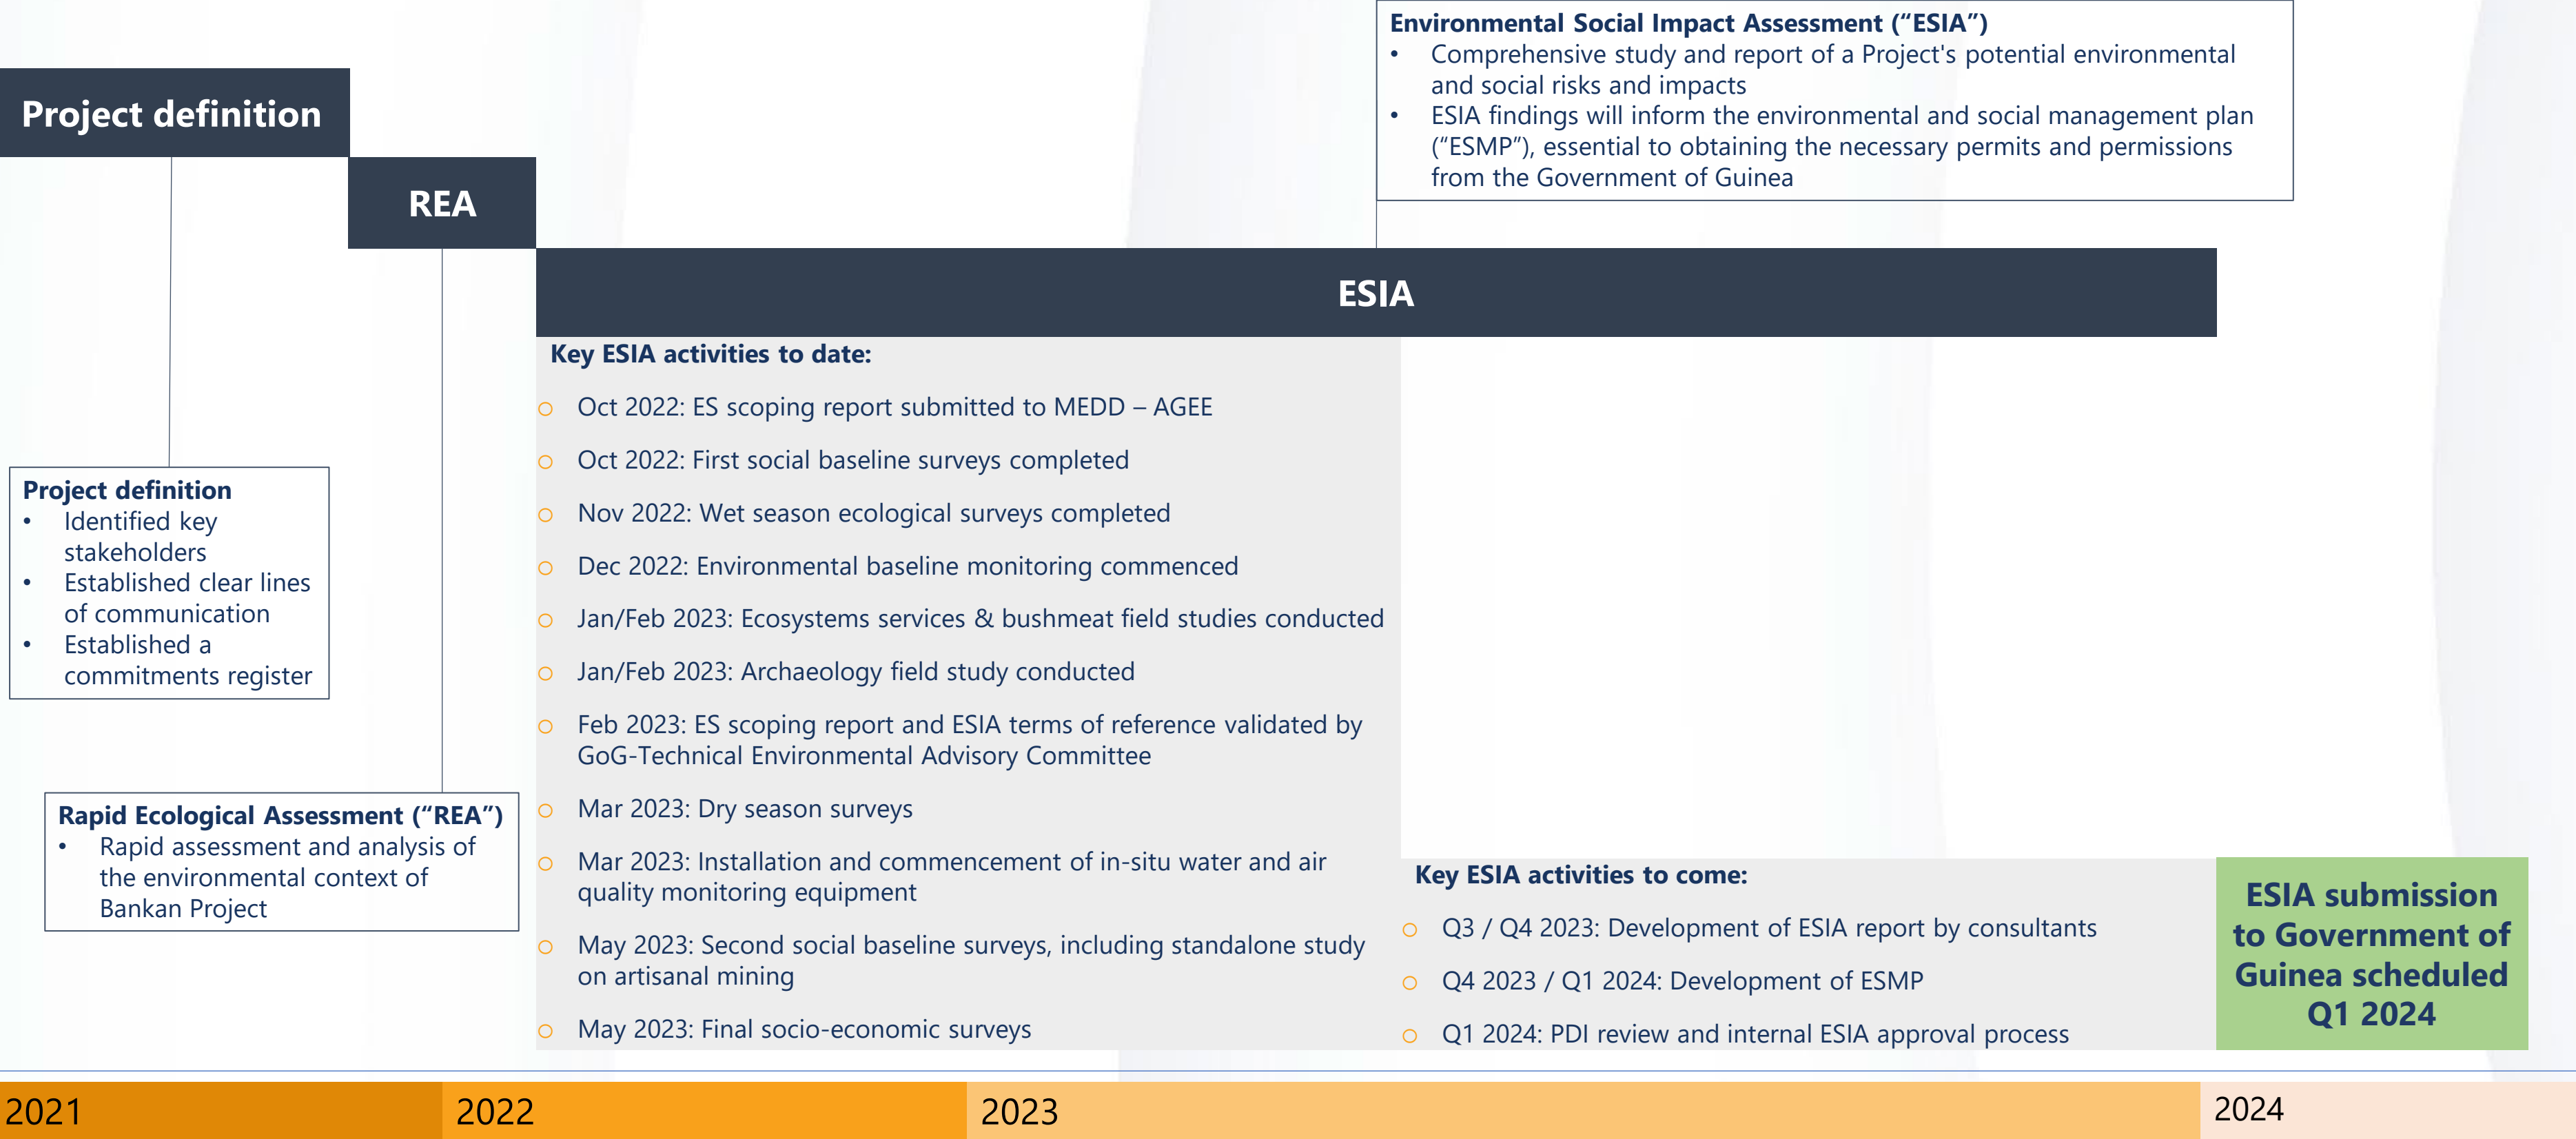 Environmental Social Impact Assessment (“ESIA”)
• Comprehensive study and report of a Project's potential environmental
and social risks and impacts
• ESIA findings will inform the environmental and social management plan
(“ESMP”), essential to obtaining the necessary permits and permissions
from the Government of Guinea
Project definition
REA
ESIA
Project definition
• Identified key
stakeholders
• Established clear lines
of communication
• Established a
commitments register
Rapid Ecological Assessment (“REA”)
• Rapid assessment and analysis of
the environmental context of
Bankan Project
Key ESIA activities to date:
o Oct 2022: ES scoping report submitted to MEDD – AGEE
o Oct 2022: First social baseline surveys completed
o Nov 2022: Wet season ecological surveys completed
o Dec 2022: Environmental baseline monitoring commenced
o Jan/Feb 2023: Ecosystems services & bushmeat field studies conducted
o Jan/Feb 2023: Archaeology field study conducted
o Feb 2023: ES scoping report and ESIA terms of reference validated by
GoG-Technical Environmental Advisory Committee
o Mar 2023: Dry season surveys
o Mar 2023: Installation and commencement of in-situ water and air
quality monitoring equipment
o May 2023: Second social baseline surveys, including standalone study
on artisanal mining
o May 2023: Final socio-economic surveys
Key ESIA activities to come:
o Q3 / Q4 2023: Development of ESIA report by consultants
o Q4 2023 / Q1 2024: Development of ESMP
o Q1 2024: PDI review and internal ESIA approval process
ESIA submission
to Government of
Guinea scheduled
Q1 2024
2021
2022
2023
2024